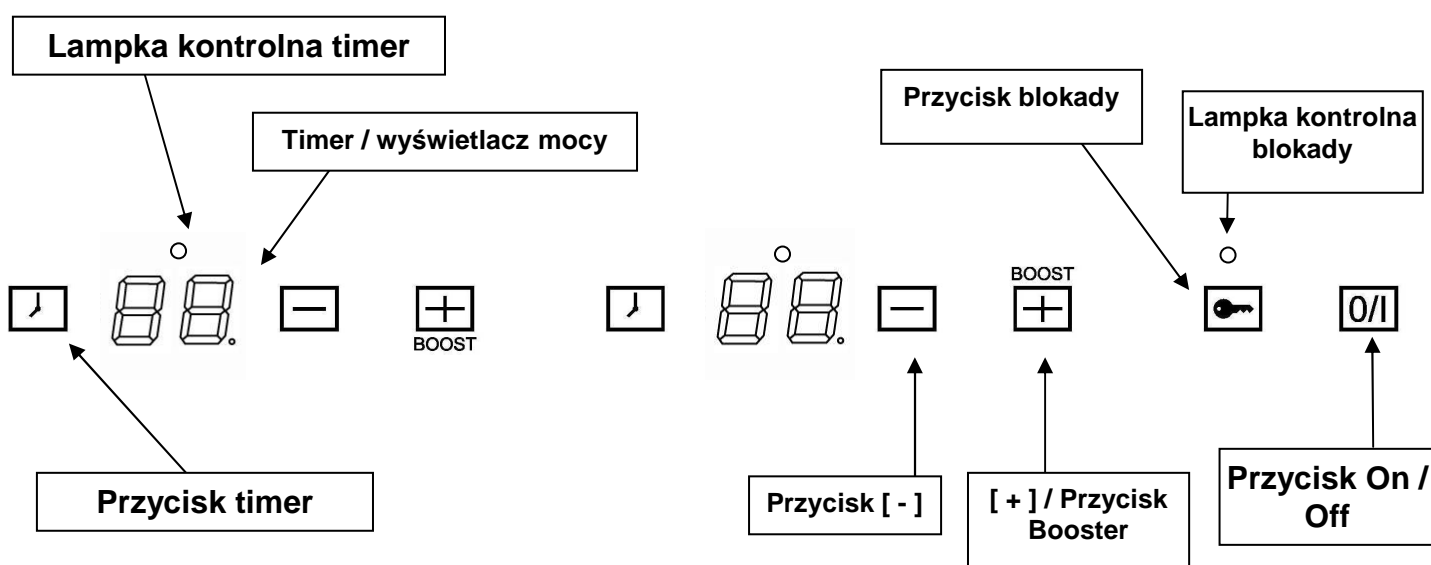 Lampka kontrolna timer
Timer / wyświetlacz mocy
Przycisk blokady
Lampka kontrolna
blokady
BOOST
BOOST
0/I
Przycisk timer
Przycisk [ - ]
[ + ] / Przycisk
Booster
Przycisk On /
Off